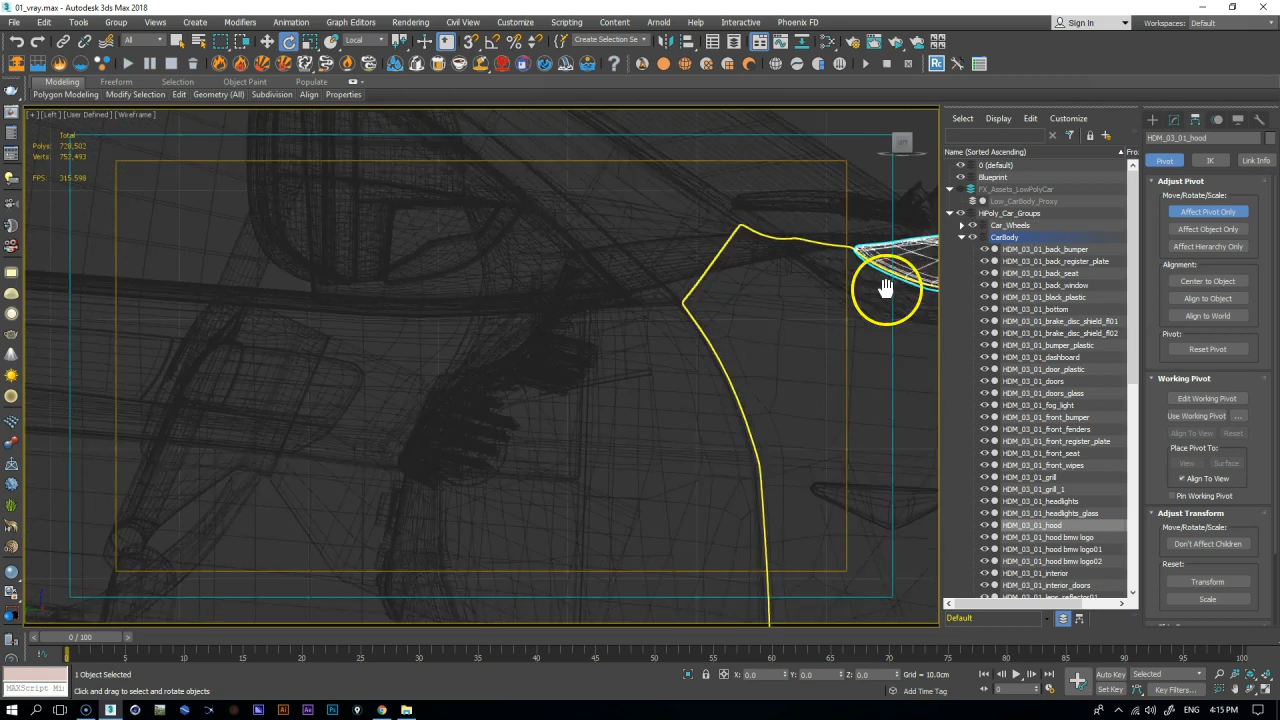 01_vray.max - Autodesk 3ds Max 2018
File Edit Tools Group Views Create Modifiers Animation Graph Editors Rendering Civil View Customize Scripting Content Arnold Help Interactive Phoenix FD
Sign In
Workspaces: Default
All
Local
Create Selection Se
Modeling Freeform Selection Object Paint Populate
Polygon Modeling Modify Selection Edit Geometry (All) Subdivision Align Properties
[+] [Left] [User Defined] [Wireframe]
Total
Polys: 728,502
Verts: 752,493
FPS: 315.598
Select Display Edit Customize
Name (Sorted Ascending)
Fro
0 (default)
Blueprint
FX_Assets_LowPolyCar
Low_CarBody_Proxy
HiPoly_Car_Groups
Car_Wheels
CarBody
HDM_03_01_back_bumper
HDM_03_01_back_register_plate
HDM_03_01_back_seat
HDM_03_01_back_window
HDM_03_01_black_plastic
HDM_03_01_bottom
HDM_03_01_brake_disc_shield_fl01
HDM_03_01_brake_disc_shield_fl02
HDM_03_01_bumper_plastic
HDM_03_01_dashboard
HDM_03_01_door_plastic
HDM_03_01_doors
HDM_03_01_doors_glass
HDM_03_01_fog_light
HDM_03_01_front_bumper
HDM_03_01_front_fenders
HDM_03_01_front_register_plate
HDM_03_01_front_seat
HDM_03_01_front_wipes
HDM_03_01_grill
HDM_03_01_grill_1
HDM_03_01_headlights
HDM_03_01_headlights_glass
HDM_03_01_hood
HDM_03_01_hood bmw logo
HDM_03_01_hood bmw logo01
HDM_03_01_hood bmw logo02
HDM_03_01_interior
HDM_03_01_interior_doors
HDM_03_01_lens_reflector01
Default
HDM_03_01_hood
Pivot IK Link Info
Adjust Pivot
Move/Rotate/Scale:
Affect Pivot Only
Affect Object Only
Affect Hierarchy Only
Alignment:
Center to Object
Align to Object
Align to World
Pivot:
Reset Pivot
Working Pivot
Edit Working Pivot
Use Working Pivot ...
Align To View Reset
Place Pivot To:
View Surface
Align To View
Pin Working Pivot
Adjust Transform
Move/Rotate/Scale:
Don't Affect Children
Reset:
Transform
Scale
0 / 100
0 5 10 15 20 25 30 35 40 45 50 55 60 65 70 75 80 85 90 95 100
MAXScript Mi
1 Object Selected
Click and drag to select and rotate objects
X: 0.0 Y: 0.0 Z: 0.0 Grid = 10.0cm
Add Time Tag
0
Auto Key Selected
Set Key Key Filters...
ENG 4:15 PM